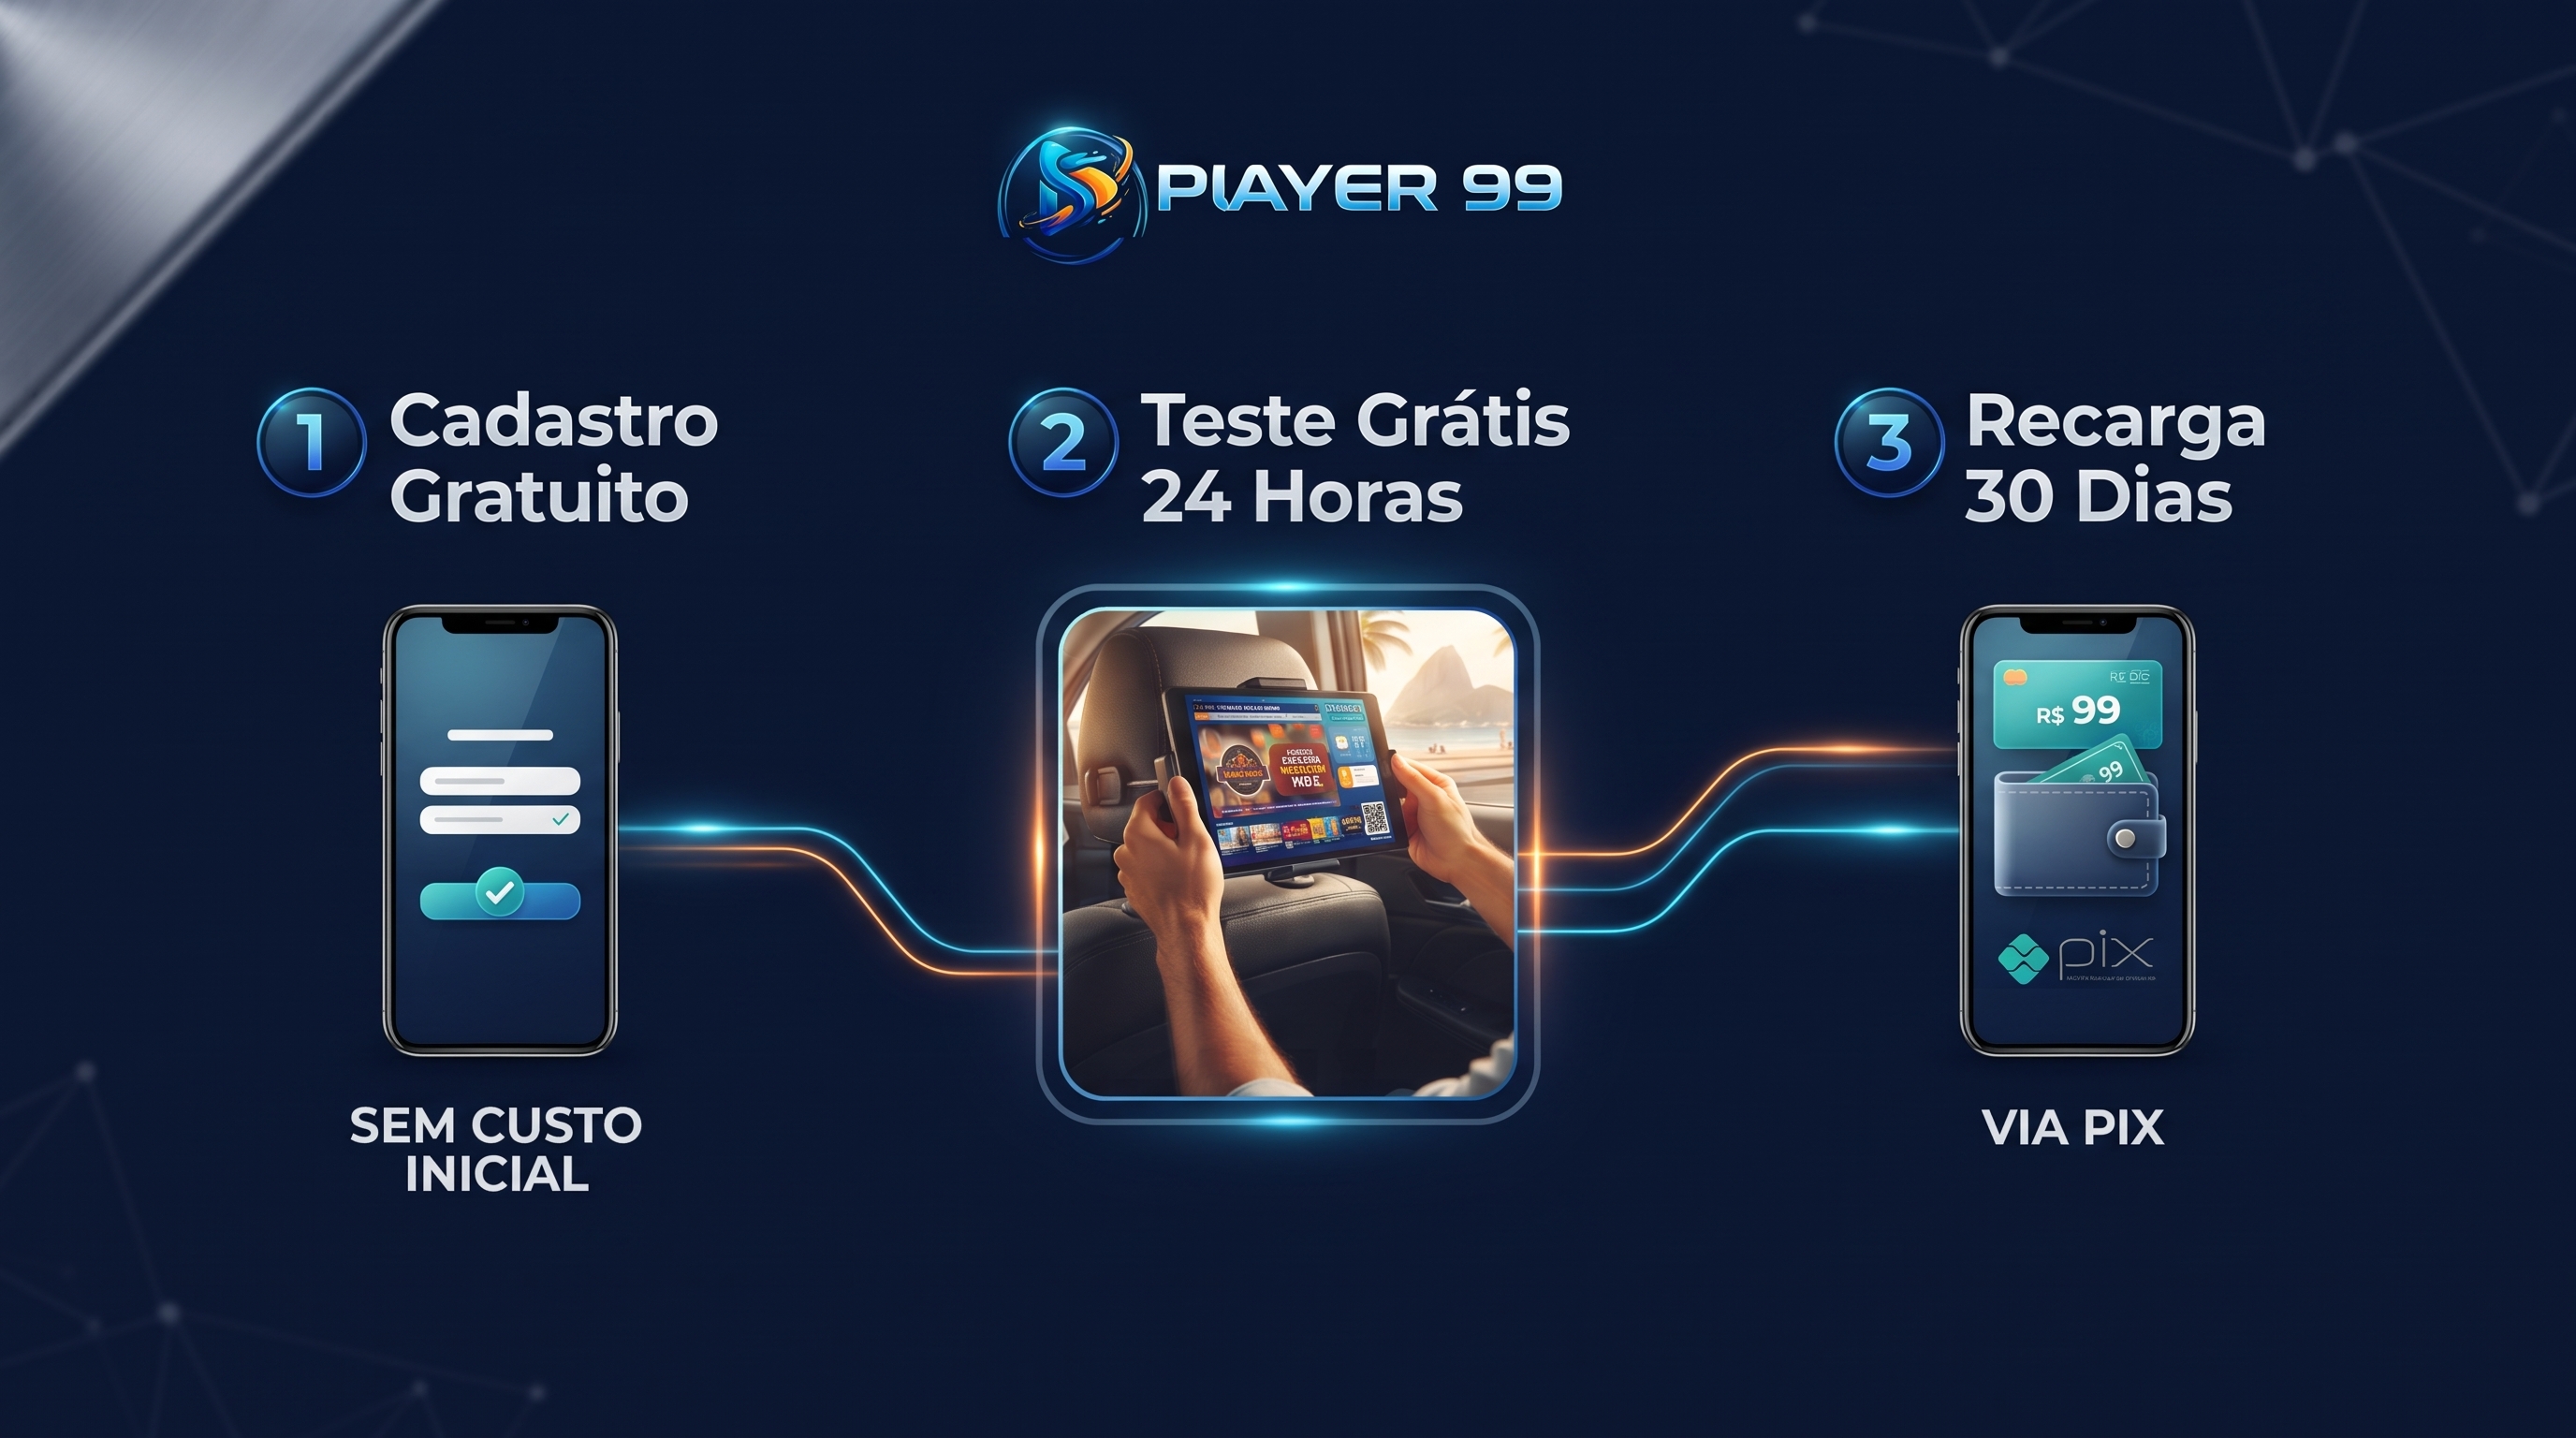 PLAYER 99
1
Cadastro
Gratuito
2
Teste Grátis
24 Horas
3
Recarga
30 Dias
R$ 99
99
pix
SEM CUSTO
INICIAL
VIA PIX